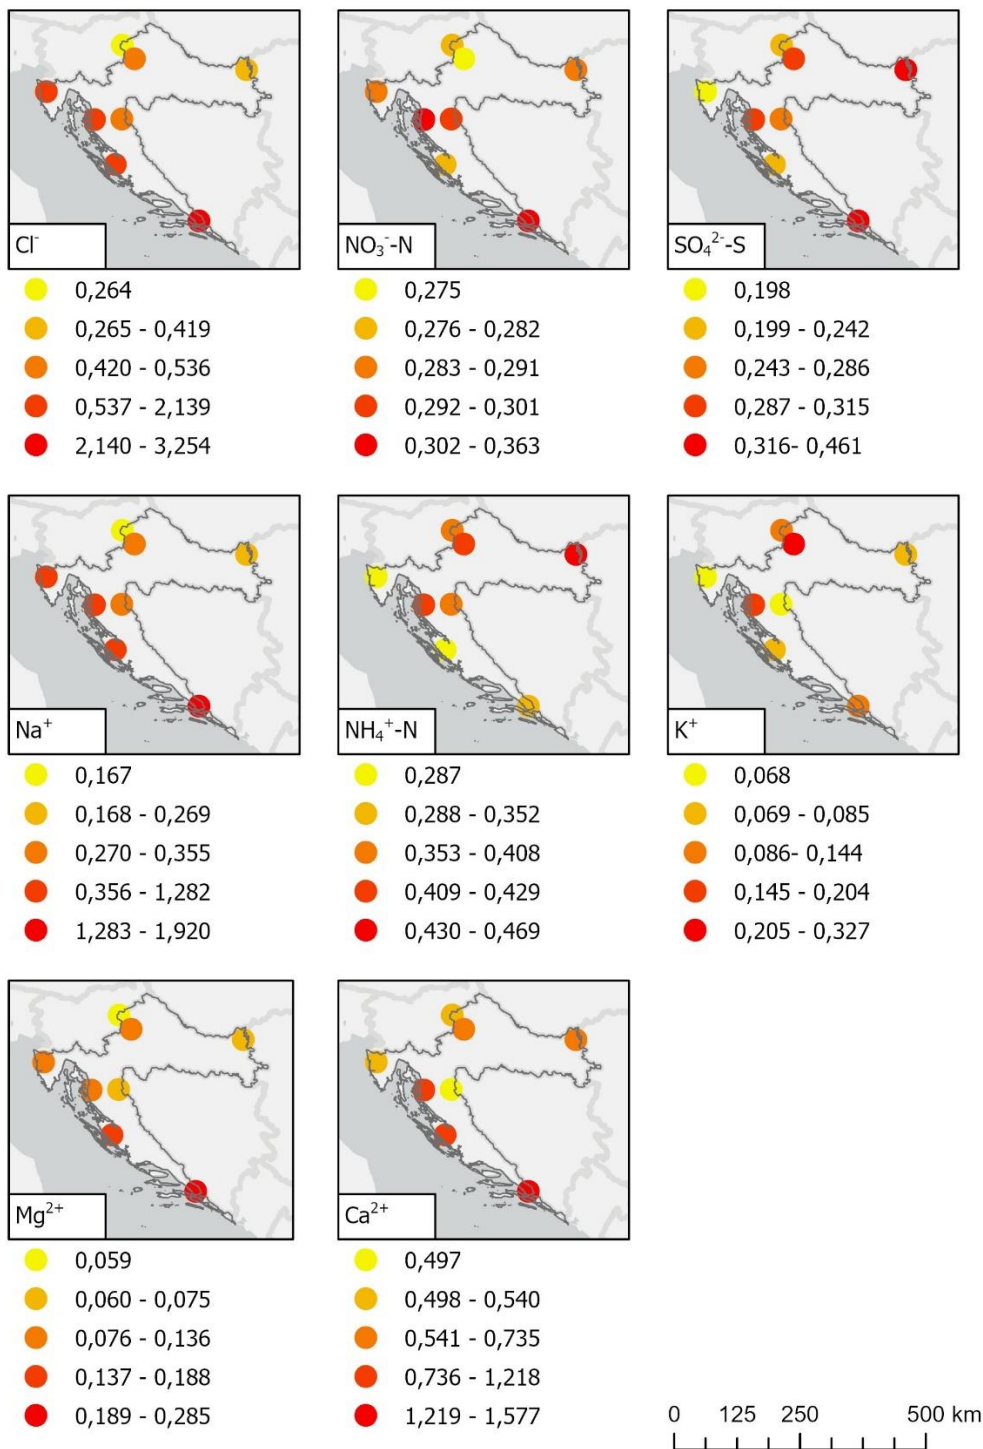 Cl⁻
NO₃⁻-N
SO₄²⁻-S
0,264
0,265 - 0,419
0,420 - 0,536
0,537 - 2,139
2,140 - 3,254
0,275
0,276 - 0,282
0,283 - 0,291
0,292 - 0,301
0,302 - 0,363
0,198
0,199 - 0,242
0,243 - 0,286
0,287 - 0,315
0,316- 0,461
Na⁺
NH₄⁺-N
K⁺
0,167
0,168 - 0,269
0,270 - 0,355
0,356 - 1,282
1,283 - 1,920
0,287
0,288 - 0,352
0,353 - 0,408
0,409 - 0,429
0,430 - 0,469
0,068
0,069 - 0,085
0,086- 0,144
0,145 - 0,204
0,205 - 0,327
Mg²⁺
Ca²⁺
0,059
0,060 - 0,075
0,076 - 0,136
0,137 - 0,188
0,189 - 0,285
0,497
0,498 - 0,540
0,541 - 0,735
0,736 - 1,218
1,219 - 1,577
0 125 250 500 km